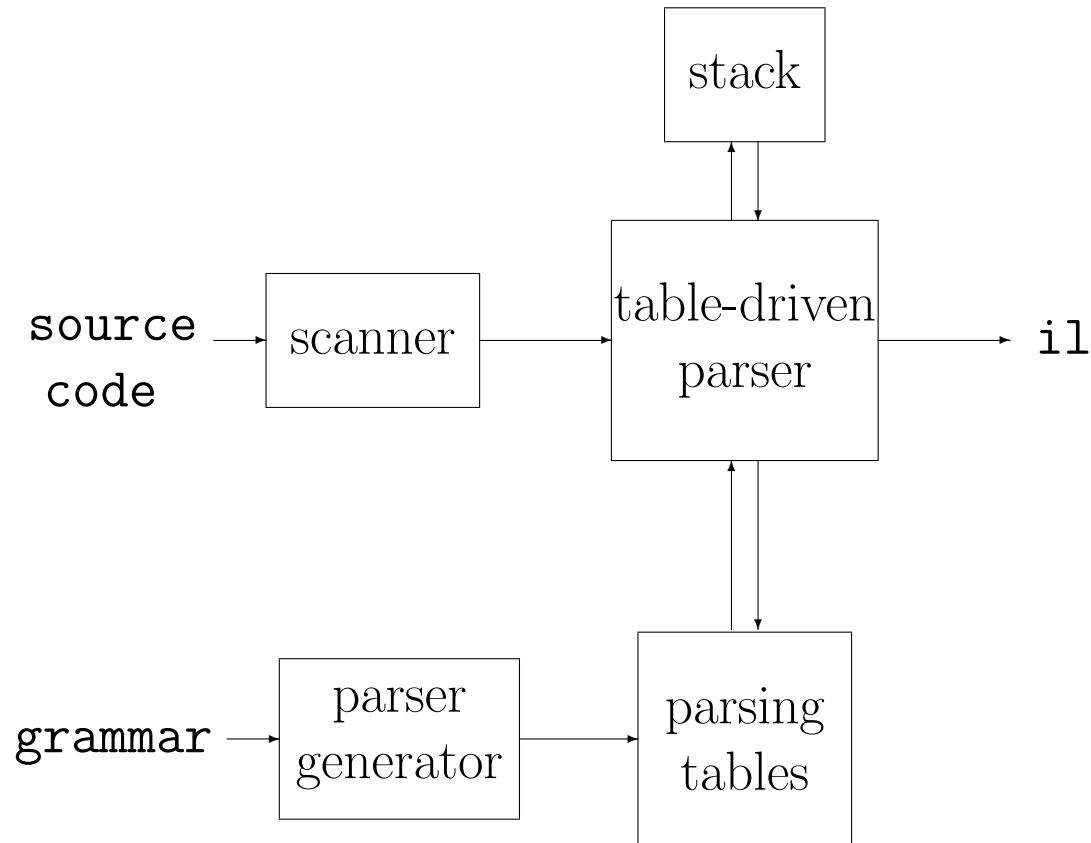 stack
source
code
scanner
table-driven
parser
il
grammar
parser
generator
parsing
tables